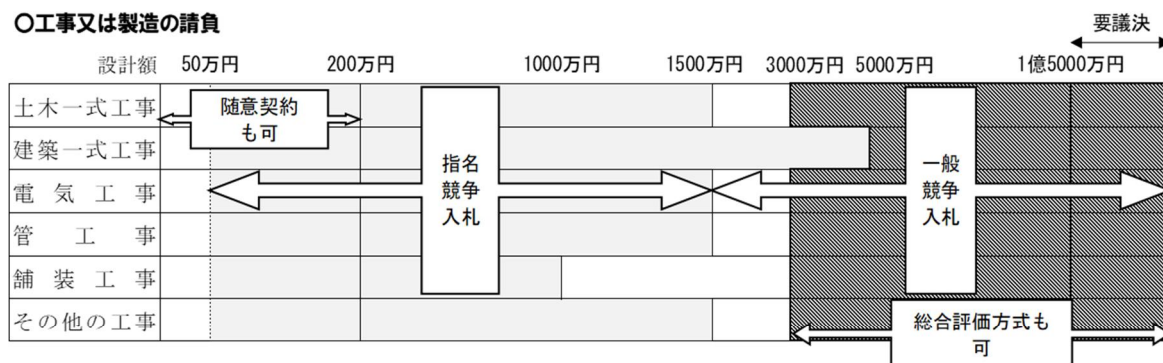 〇工事又は製造の請負
要議決
設計額 50万円 200万円 1000万円 1500万円 3000万円 5000万円 1億5000万円
土木一式工事
随意契約
も可
建築一式工事
電気工事
管工事
舗装工事
その他の工事
指名
競争
入札
一般
競争
入札
総合評価方式も
可